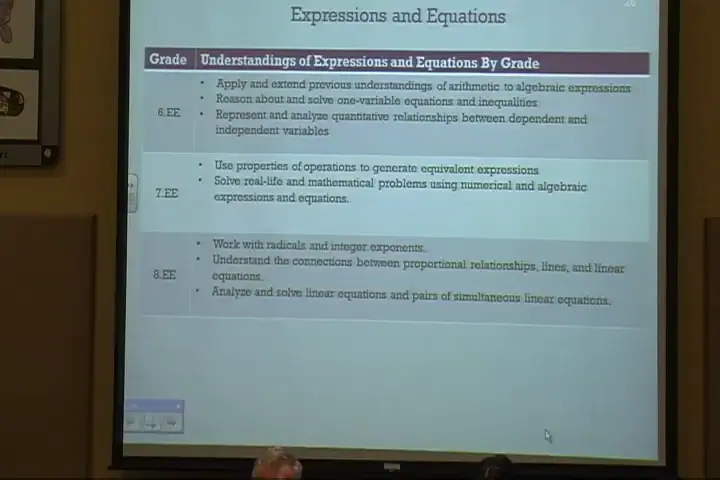 Expressions and Equations
Grade Understandings of Expressions and Equations By Grade
6.EE
• Apply and extend previous understandings of arithmetic to algebraic expressions
• Reason about and solve one-variable equations and inequalities
• Represent and analyze quantitative relationships between dependent and
independent variables
7.EE
• Use properties of operations to generate equivalent expressions
• Solve real-life and mathematical problems using numerical and algebraic
expressions and equations.
8.EE
• Work with radicals and integer exponents.
• Understand the connections between proportional relationships, lines, and linear
equations.
• Analyze and solve linear equations and pairs of simultaneous linear equations.